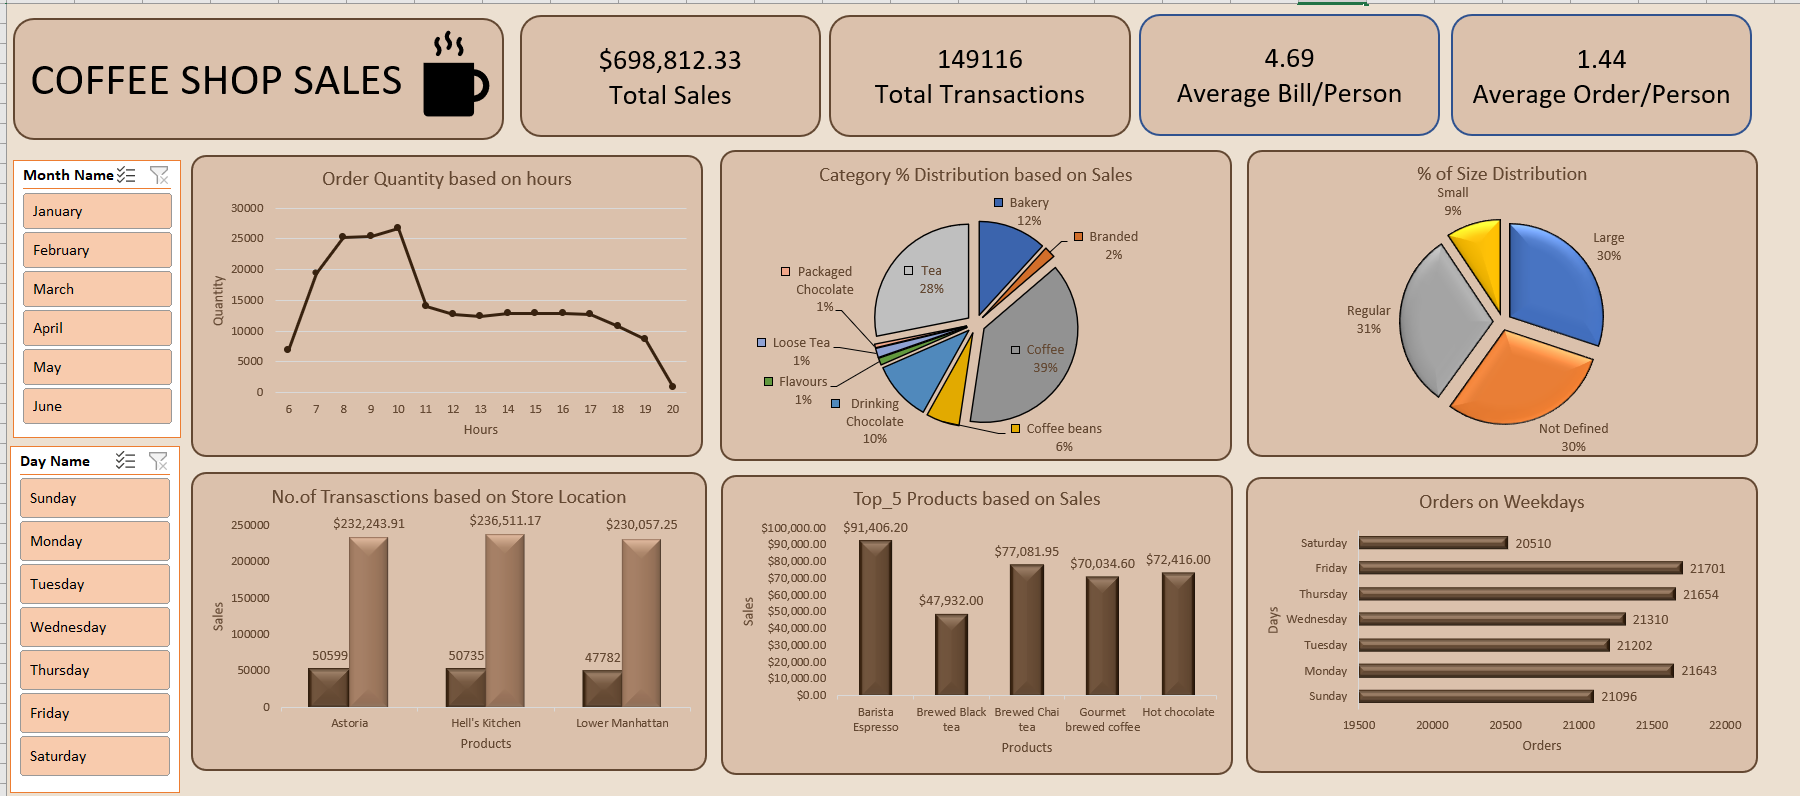 COFFEE SHOP SALES
$698,812.33
Total Sales
149116
Total Transactions
4.69
Average Bill/Person
1.44
Average Order/Person
Month Name
January
February
March
April
May
June
Day Name
Sunday
Monday
Tuesday
Wednesday
Thursday
Friday
Saturday
Order Quantity based on hours
30000
25000
20000
15000
10000
5000
0
Quantity
6 7 8 9 10 11 12 13 14 15 16 17 18 19 20
Hours
Category % Distribution based on Sales
Bakery
12%
Branded
2%
Coffee
39%
Coffee beans
6%
Drinking
Chocolate
10%
Flavours
1%
Loose Tea
1%
Packaged
Chocolate
1%
Tea
28%
% of Size Distribution
Small
9%
Large
30%
Regular
31%
Not Defined
30%
No.of Transasctions based on Store Location
250000
200000
150000
100000
50000
0
Sales
$232,243.91
$236,511.17
$230,057.25
50599
50735
47782
Astoria
Hell's Kitchen
Lower Manhattan
Products
Top_5 Products based on Sales
$100,000.00
$90,000.00
$80,000.00
$70,000.00
$60,000.00
$50,000.00
$40,000.00
$30,000.00
$20,000.00
$10,000.00
$0.00
Sales
$91,406.20
$47,932.00
$77,081.95
$70,034.60
$72,416.00
Barista
Espresso
Brewed Black
tea
Brewed Chai
tea
Gourmet
brewed coffee
Hot chocolate
Products
Orders on Weekdays
Days
Saturday 20510
Friday 21701
Thursday 21654
Wednesday 21310
Tuesday 21202
Monday 21643
Sunday 21096
19500 20000 20500 21000 21500 22000
Orders